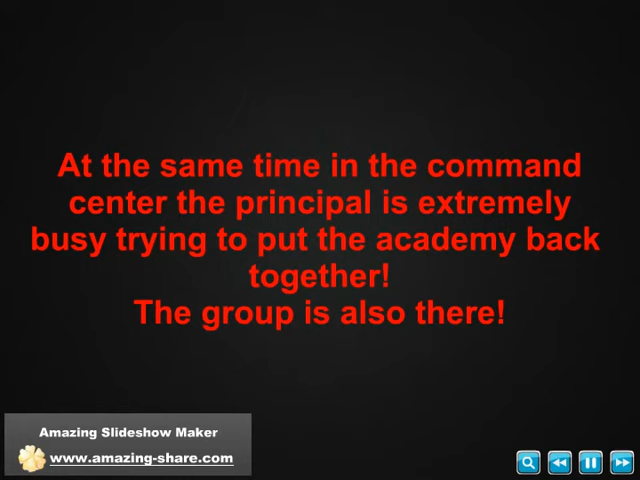 At the same time in the command
center the principal is extremely
busy trying to put the academy back
together!
The group is also there!
Amazing Slideshow Maker
www.amazing-share.com